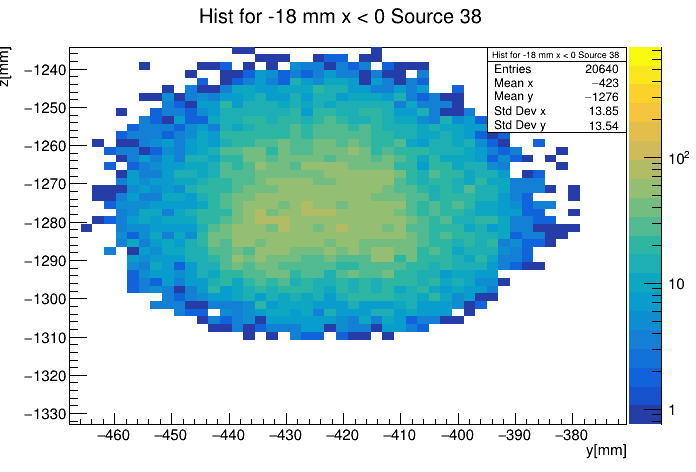 Hist for -18 mm x < 0 Source 38
z[mm]
Hist for -18 mm x < 0 Source 38
Entries 20640
Mean x −423
Mean y −1276
Std Dev x 13.85
Std Dev y 13.54
−1240
−1250
−1260
−1270
−1280
−1290
−1300
−1310
−1320
−1330
−460 −450 −440 −430 −420 −410 −400 −390 −380
y[mm]
10²
10
1